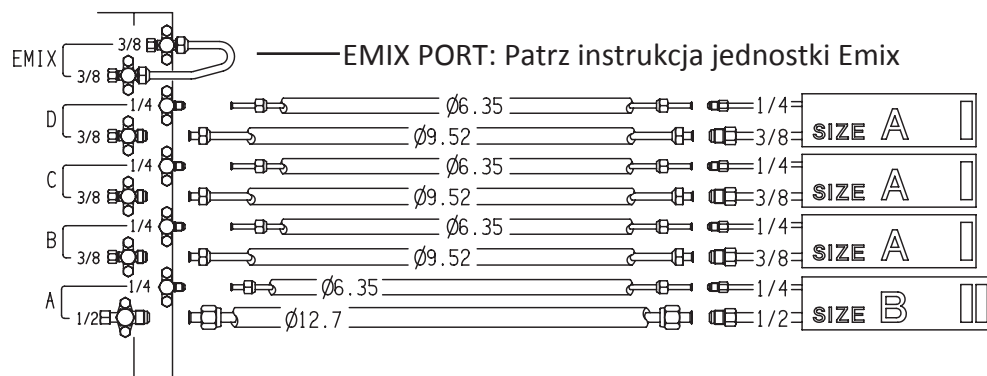 3/8 EMIX PORT: Patrz instrukcja jednostki Emix
EMIX
3/8
1/4 Ø6.35 1/4
D SIZE A
3/8 Ø9.52 3/8
1/4 Ø6.35 1/4
C SIZE A
3/8 Ø9.52 3/8
1/4 Ø6.35 1/4
B SIZE A
3/8 Ø9.52 3/8
1/4 Ø6.35 1/4
A SIZE B
1/2 Ø12.7 1/2